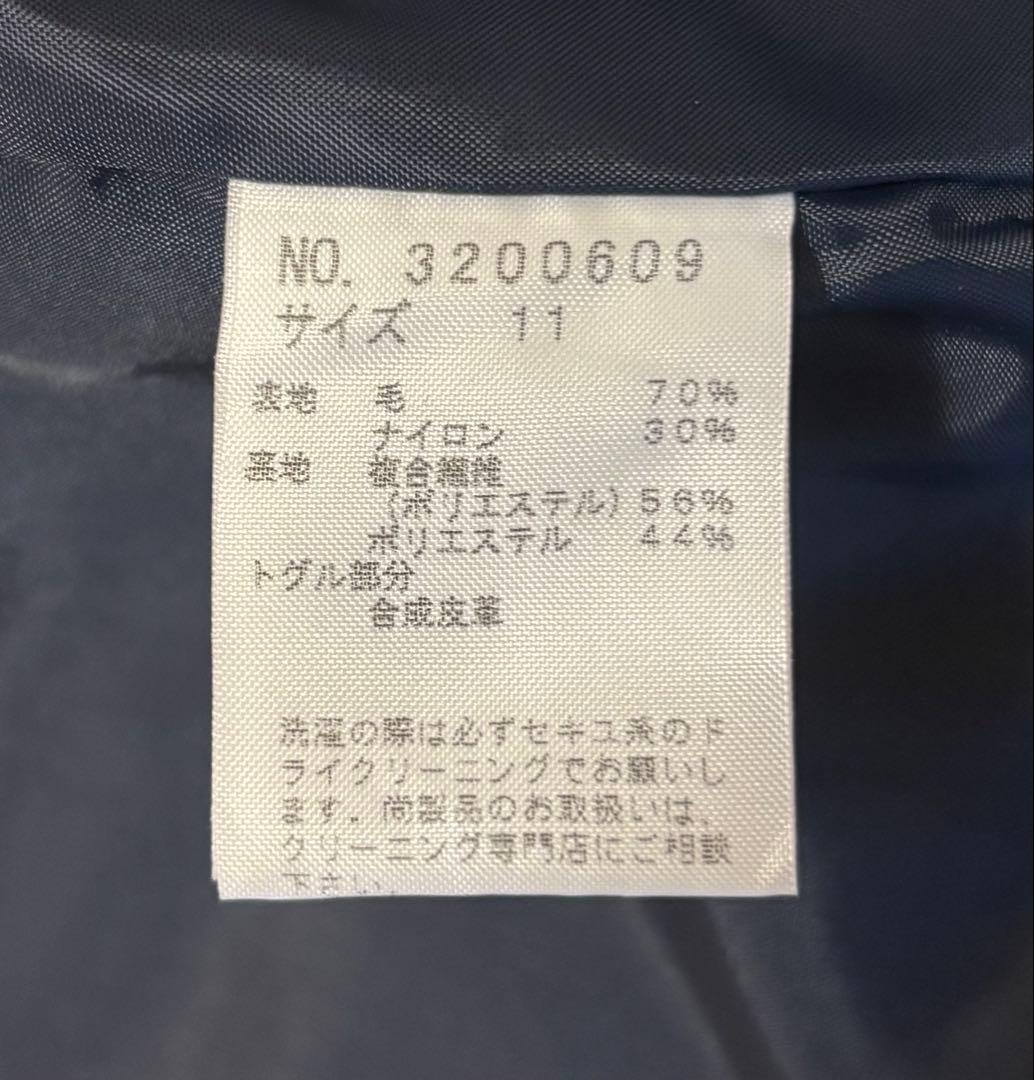 NO. 3200609
サイズ 11
表地 毛 70%
ナイロン 30%
裏地 複合繊維
(ポリエステル) 56%
ポリエステル 44%
トグル部分
合成皮革
洗濯の際は必ずセキユ系のド
ライクリーニングでお願いし
ます.尚製品のお取扱いは、
クリーニング専門店にご相談
下さい.